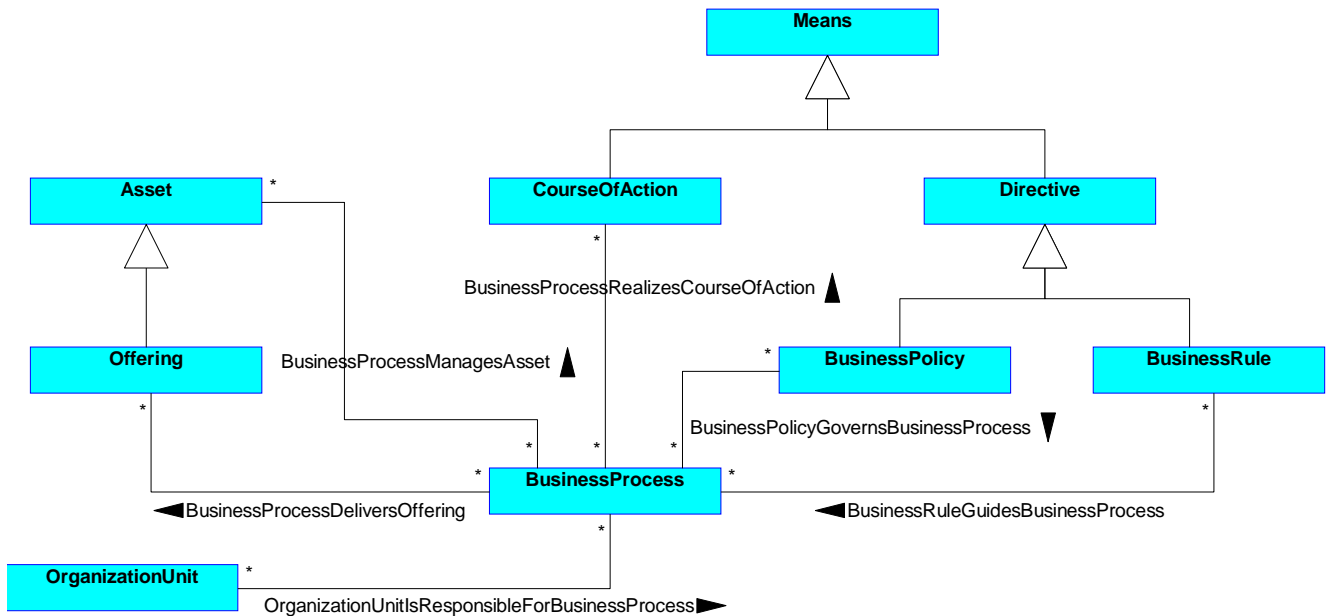 Means
Asset
*
CourseOfAction
Directive
*
BusinessProcessRealizesCourseOfAction
Offering
BusinessProcessManagesAsset
*
BusinessPolicy
BusinessRule
*
*
BusinessPolicyGovernsBusinessProcess
*
*
*
*
*
BusinessProcess
BusinessProcessDeliversOffering
BusinessRuleGuidesBusinessProcess
*
OrganizationUnit
*
OrganizationUnitIsResponsibleForBusinessProcess